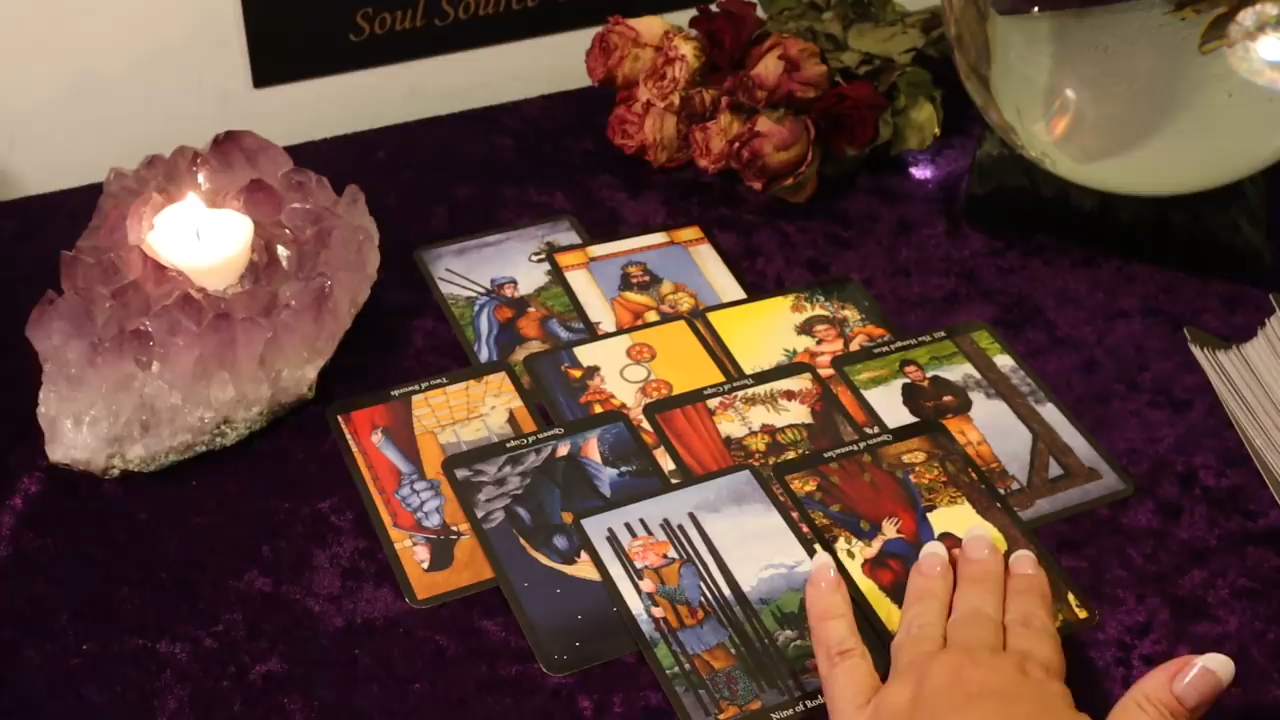 Soul Source
XII The Hanged Man
Two of Swords
Three of Cups
Queen of Cups
Queen of Pentacles
Nine of Rods